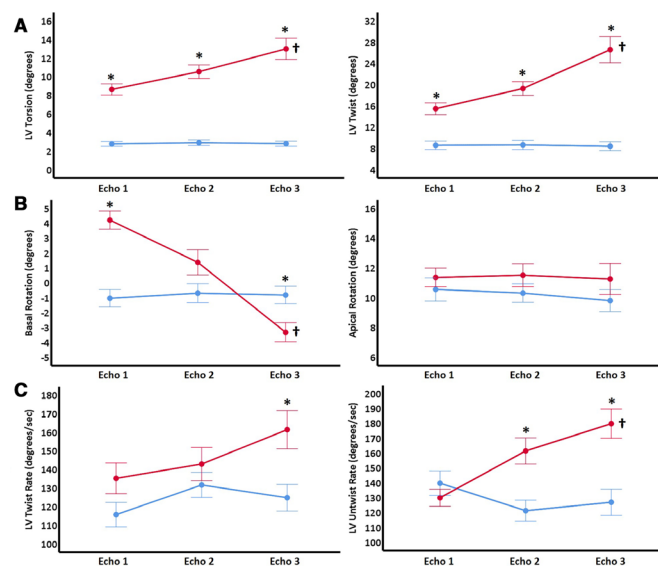 A
LV Torsion (degrees)
16
14
12
10
8
6
4
2
0
*
*
*
†
Echo 1
Echo 2
Echo 3
LV Twist (degrees)
32
28
24
20
16
12
8
4
*
*
*
†
Echo 1
Echo 2
Echo 3
B
Basal Rotation (degrees)
5
4
3
2
1
0
-1
-2
-3
-4
-5
*
*
†
Echo 1
Echo 2
Echo 3
Apical Rotation (degrees)
16
14
12
10
8
6
Echo 1
Echo 2
Echo 3
C
LV Twist Rate (degrees/sec)
180
170
160
150
140
130
120
110
100
*
Echo 1
Echo 2
Echo 3
LV Untwist Rate (degrees/sec)
200
190
180
170
160
150
140
130
120
110
100
*
*
†
Echo 1
Echo 2
Echo 3